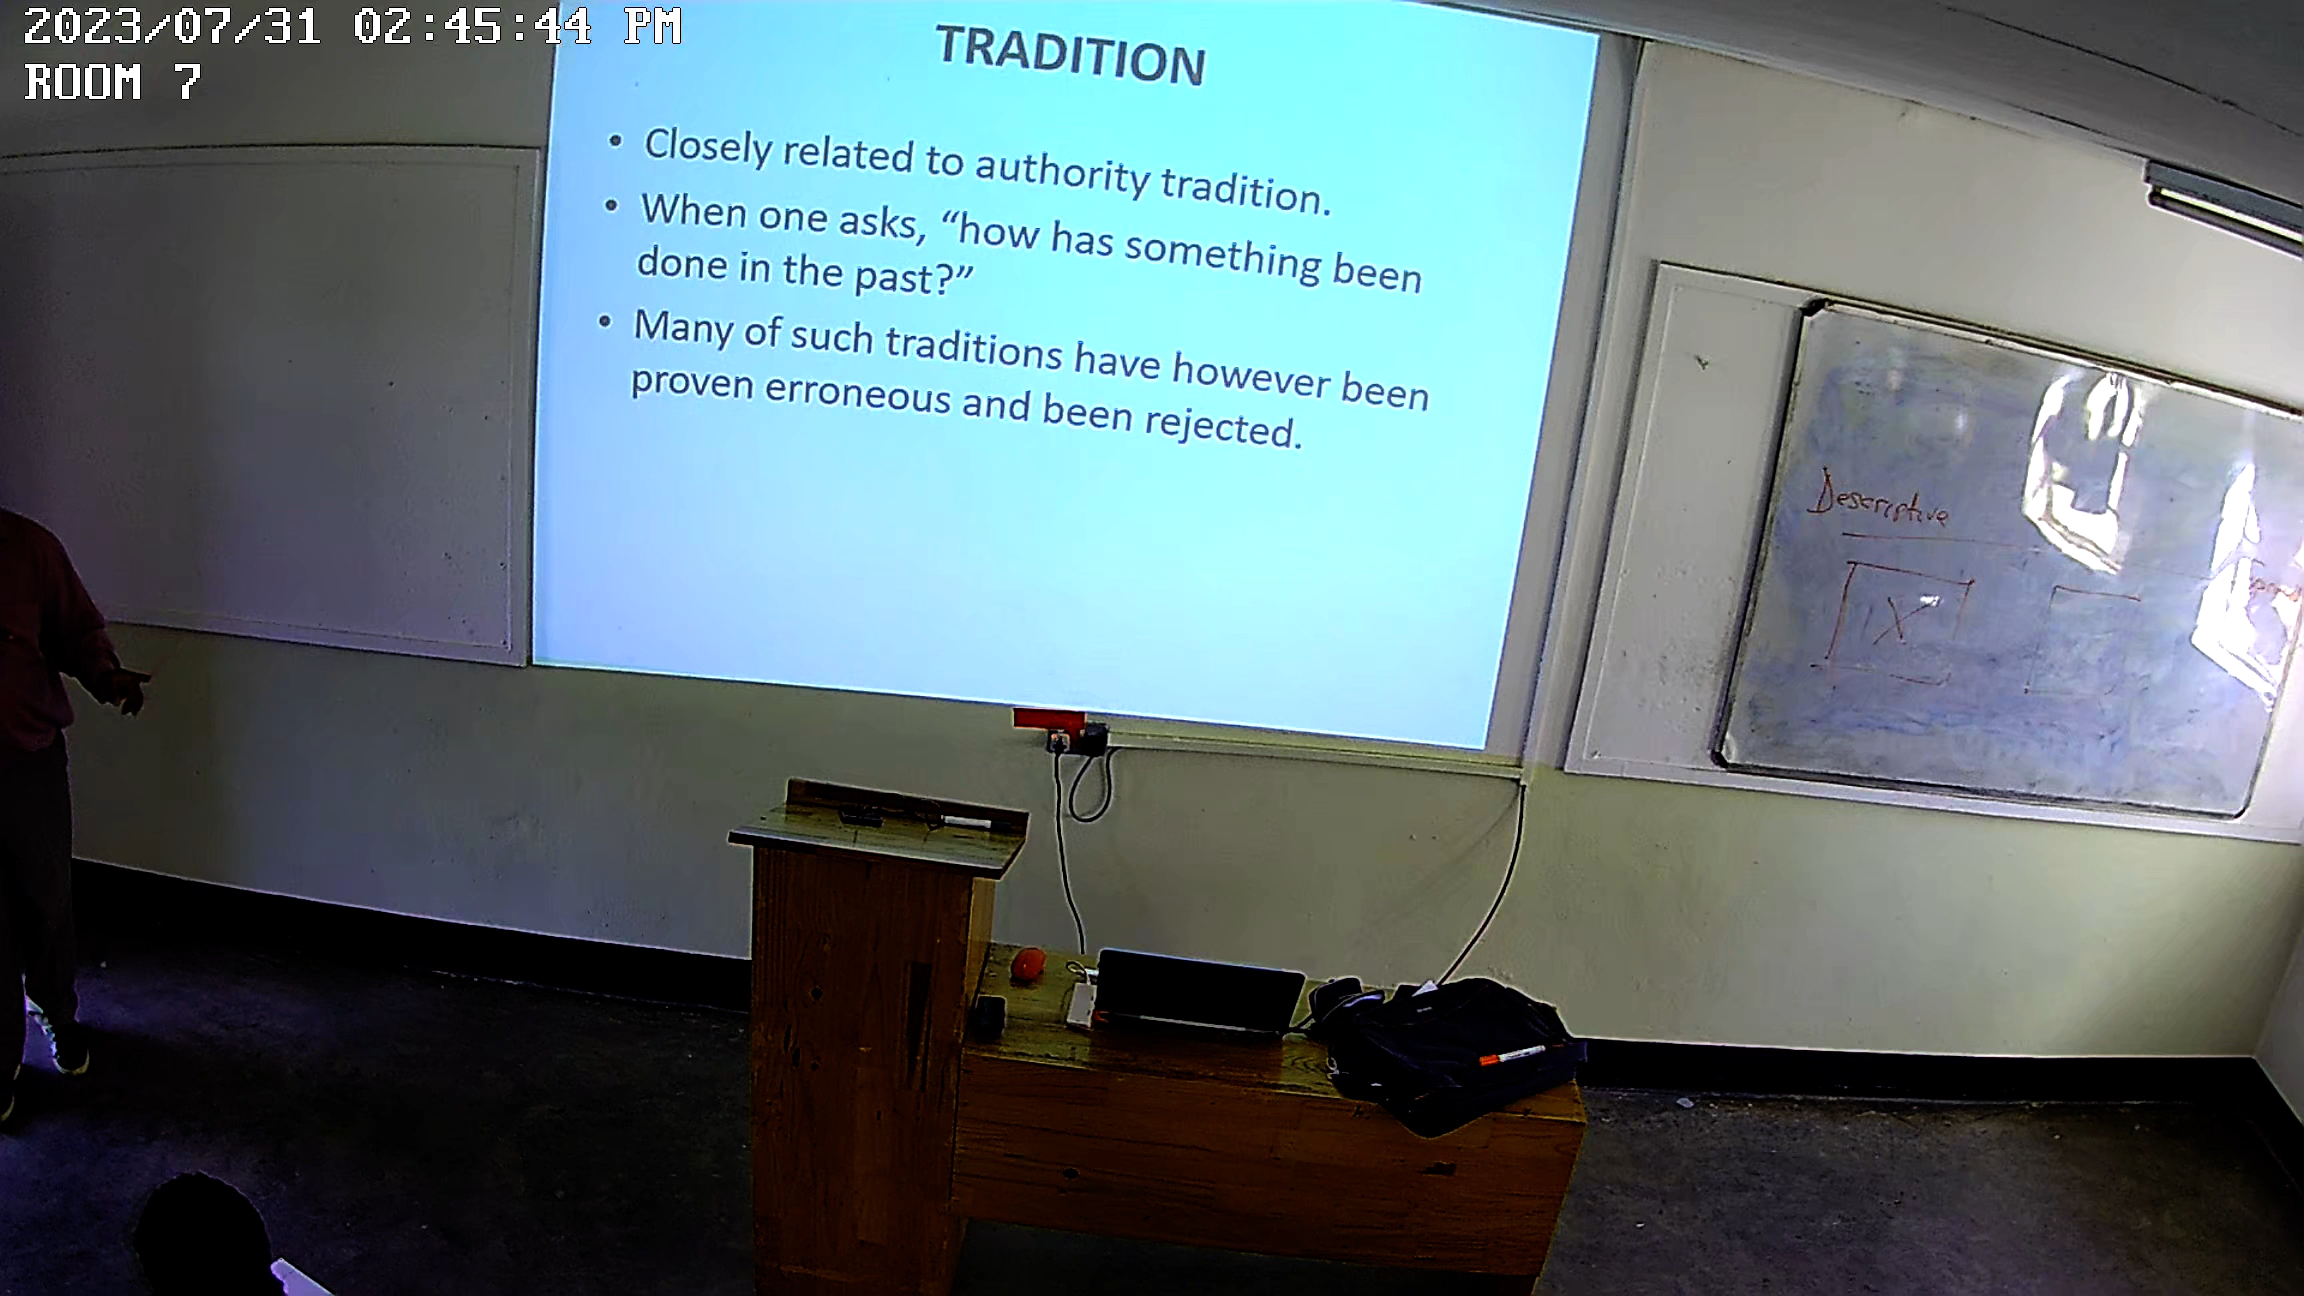 2023/07/31 02:45:44 PM
ROOM 7
TRADITION
• Closely related to authority tradition.
• When one asks, “how has something been
done in the past?”
• Many of such traditions have however been
proven erroneous and been rejected.
Descriptive
X